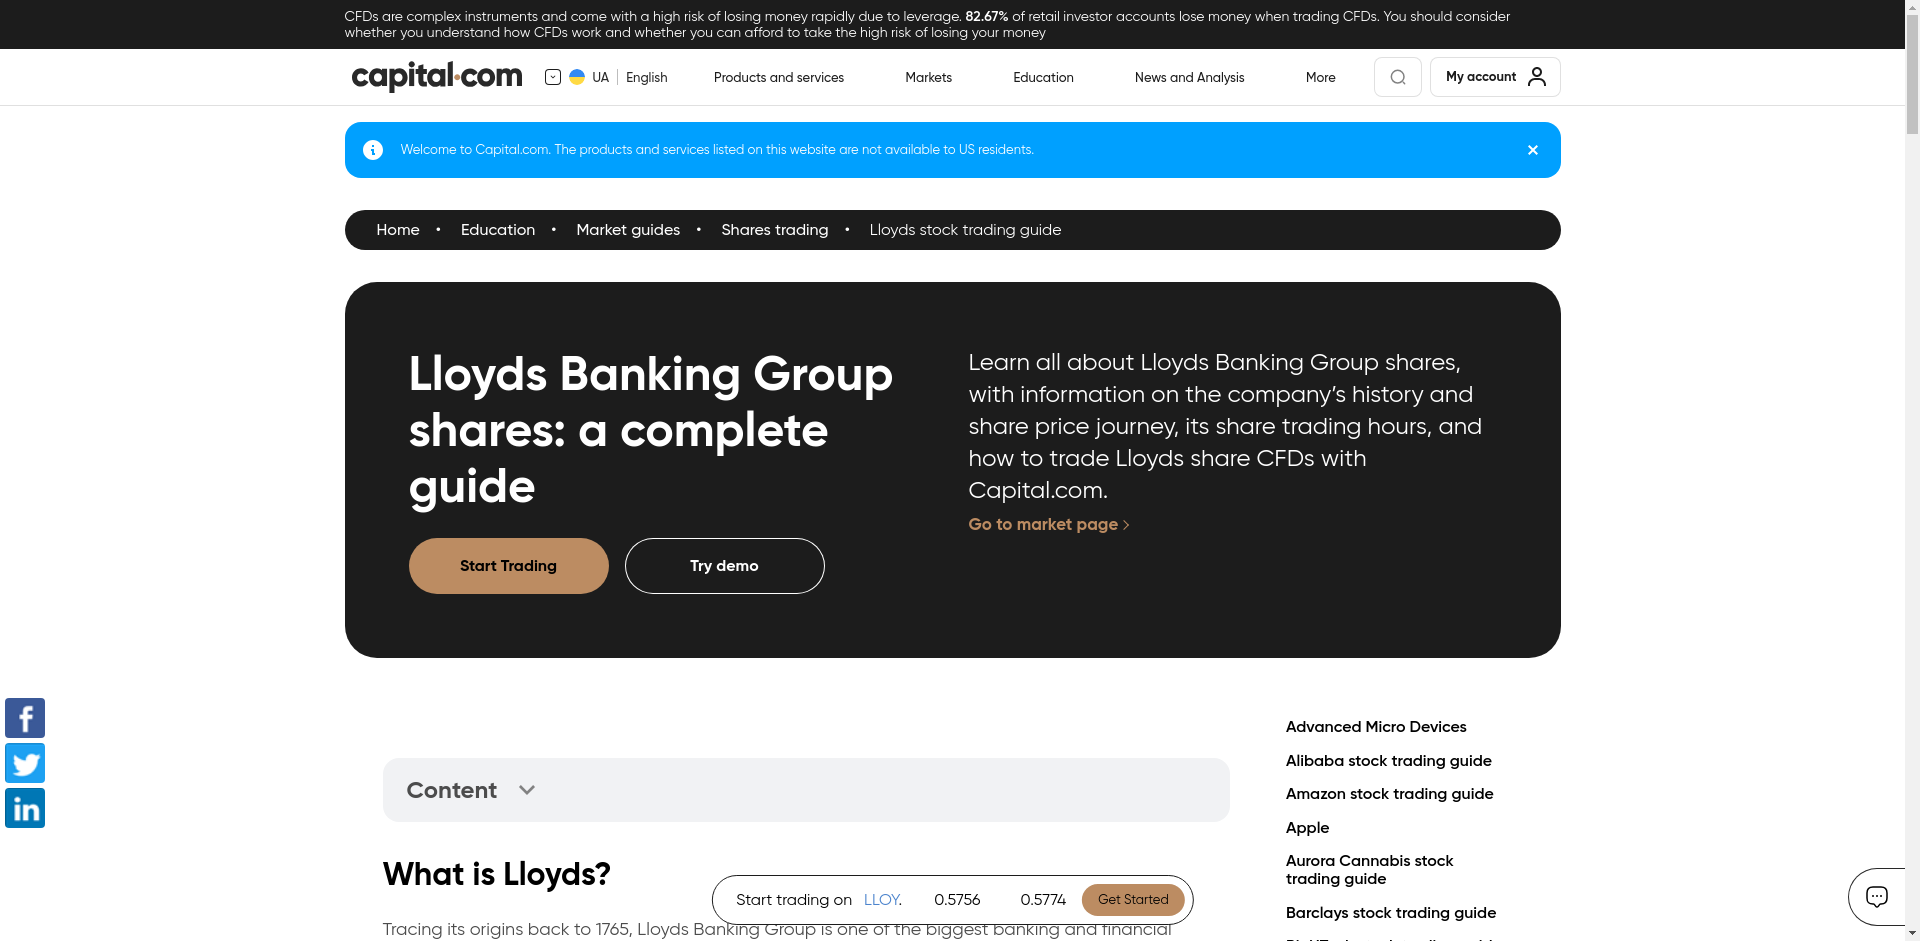 CFDs are complex instruments and come with a high risk of losing money rapidly due to leverage. 82.67% of retail investor accounts lose money when trading CFDs. You should consider
whether you understand how CFDs work and whether you can afford to take the high risk of losing your money
capital.com
UA
English
Products and services
Markets
Education
News and Analysis
More
My account
Welcome to Capital.com. The products and services listed on this website are not available to US residents.
Home • Education • Market guides • Shares trading • Lloyds stock trading guide
Lloyds Banking Group
shares: a complete
guide
Start Trading
Try demo
Learn all about Lloyds Banking Group shares,
with information on the company’s history and
share price journey, its share trading hours, and
how to trade Lloyds share CFDs with
Capital.com.
Go to market page
Content
What is Lloyds?
Tracing its origins back to 1765, Lloyds Banking Group is one of the biggest banking and financial
Start trading on LLOY. 0.5756 0.5774 Get Started
Advanced Micro Devices
Alibaba stock trading guide
Amazon stock trading guide
Apple
Aurora Cannabis stock
trading guide
Barclays stock trading guide